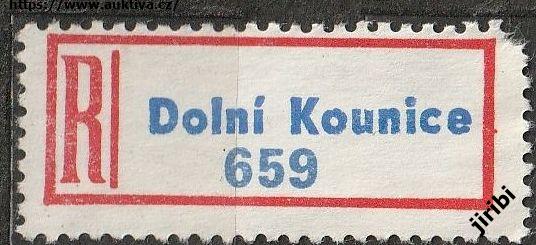 https://www.auktiva.cz/
R Dolní Kounice
659
jiribi